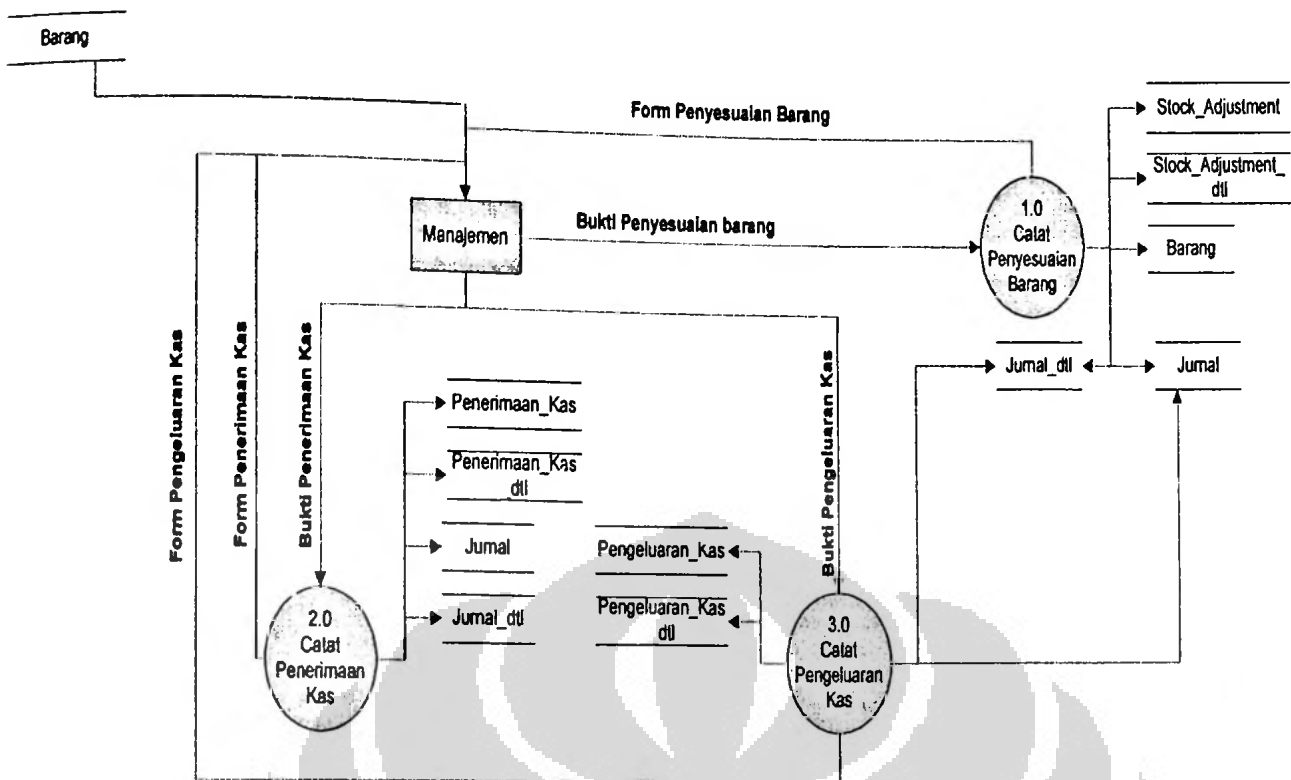 Barang
Form Penyesuaian Barang
Stock_Adjustment
Stock_Adjustment_
dtl
Manajemen
Bukti Penyesuaian barang
1.0
Catat
Penyesuaian
Barang
Barang
Jurnal_dtl
Jurnal
Form Pengeluaran Kas
Form Penerimaan Kas
Bukti Penerimaan Kas
Bukti Pengeluaran Kas
Penerimaan_Kas
Penerimaan_Kas
dtl
Jurnal
Jurnal_dtl
Pengeluaran_Kas
Pengeluaran_Kas
dtl
2.0
Catat
Penerimaan
Kas
3.0
Catat
Pengeluaran
Kas